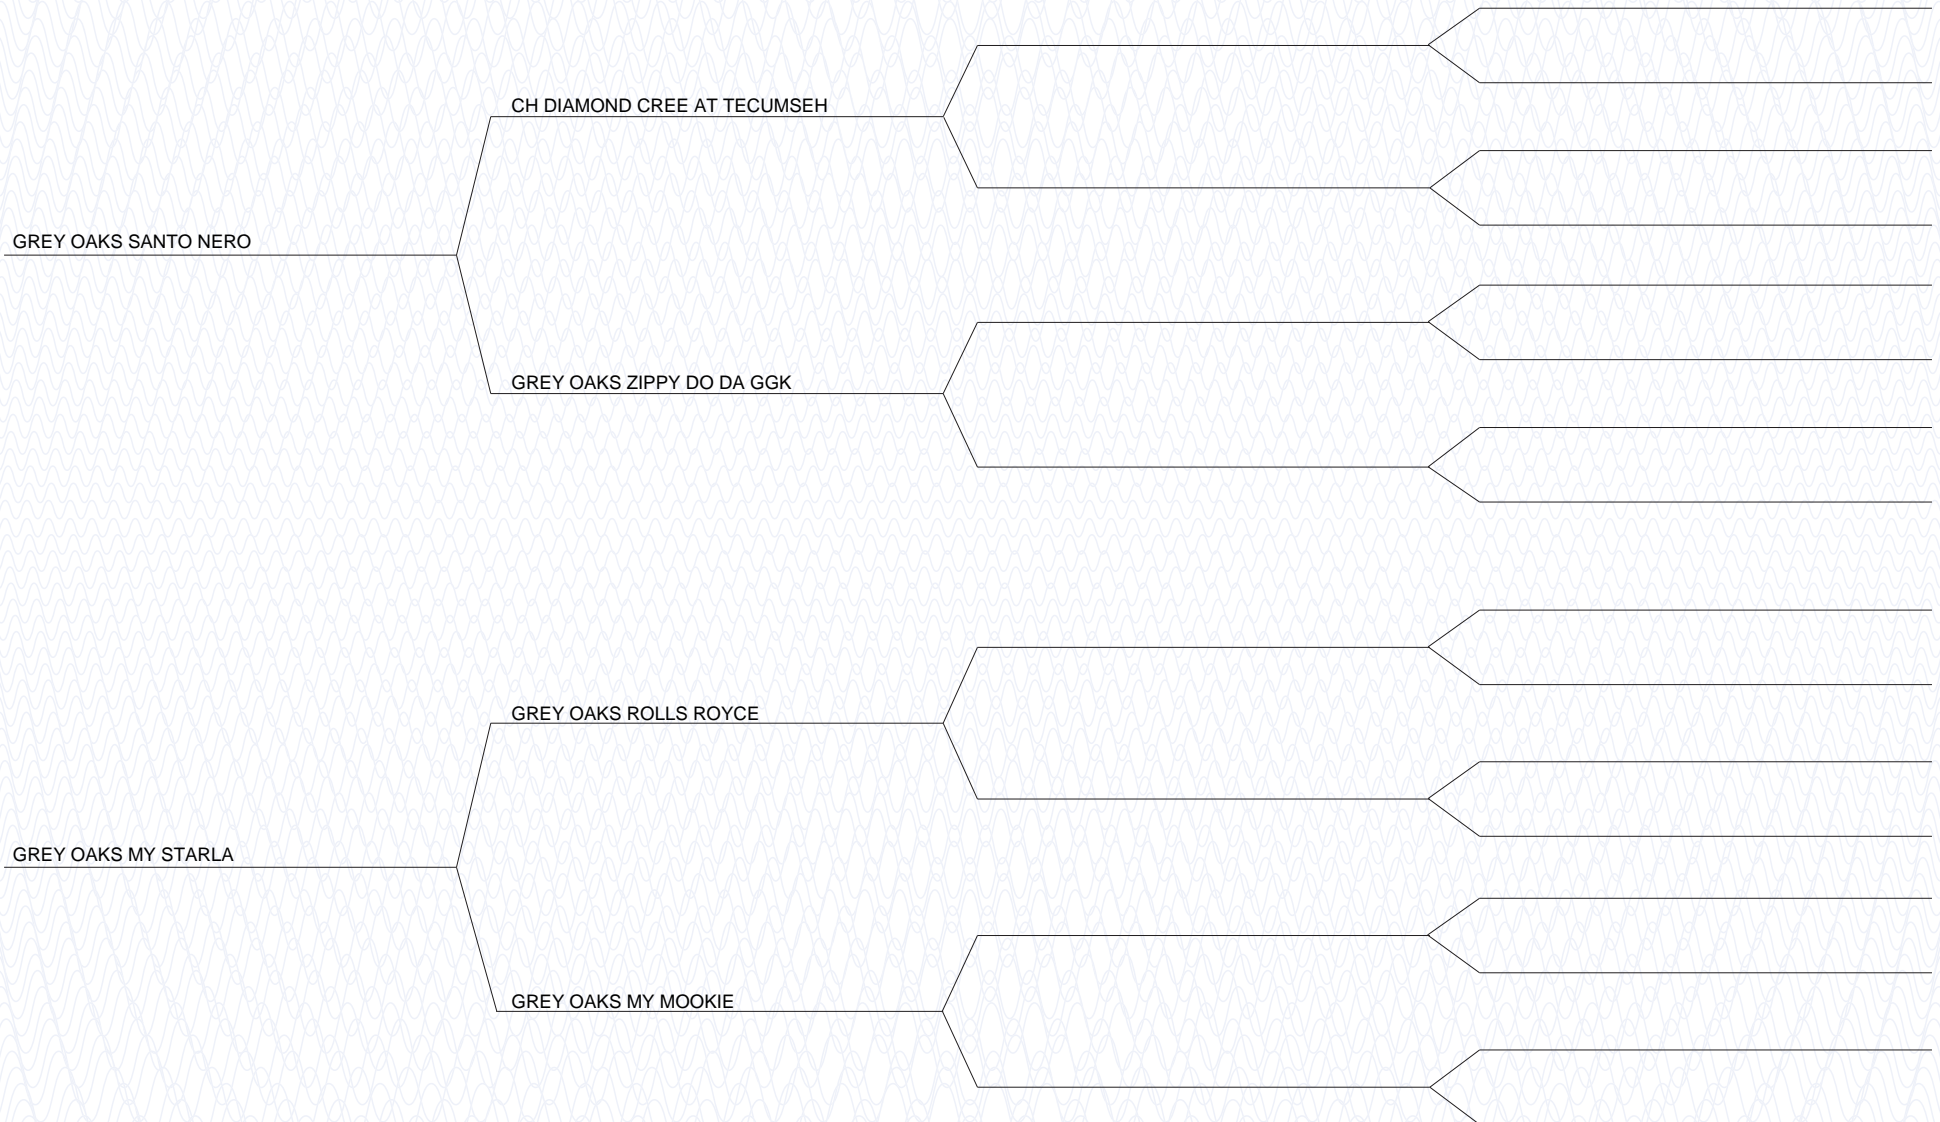 CH DIAMOND CREE AT TECUMSEH
GREY OAKS SANTO NERO
GREY OAKS ZIPPY DO DA GGK
GREY OAKS ROLLS ROYCE
GREY OAKS MY STARLA
GREY OAKS MY MOOKIE